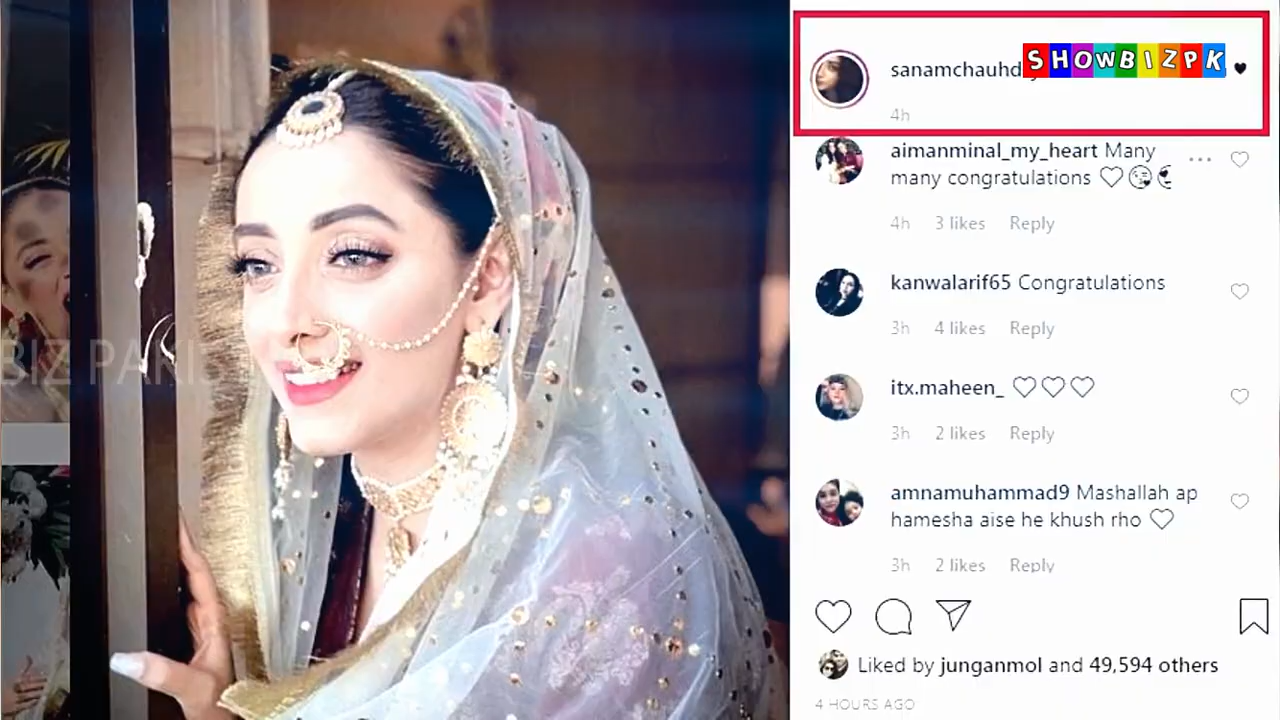 sanamchauhd
SHOWBIZPK
4h
aimanminal_my_heart Many
many congratulations
4h 3 likes Reply
kanwalarif65 Congratulations
3h 4 likes Reply
itx.maheen_
3h 2 likes Reply
amnamuhammad9 Mashallah ap
hamesha aise he khush rho
3h 2 likes Reply
Liked by junganmol and 49,594 others
4 HOURS AGO
BIZ PAKIS